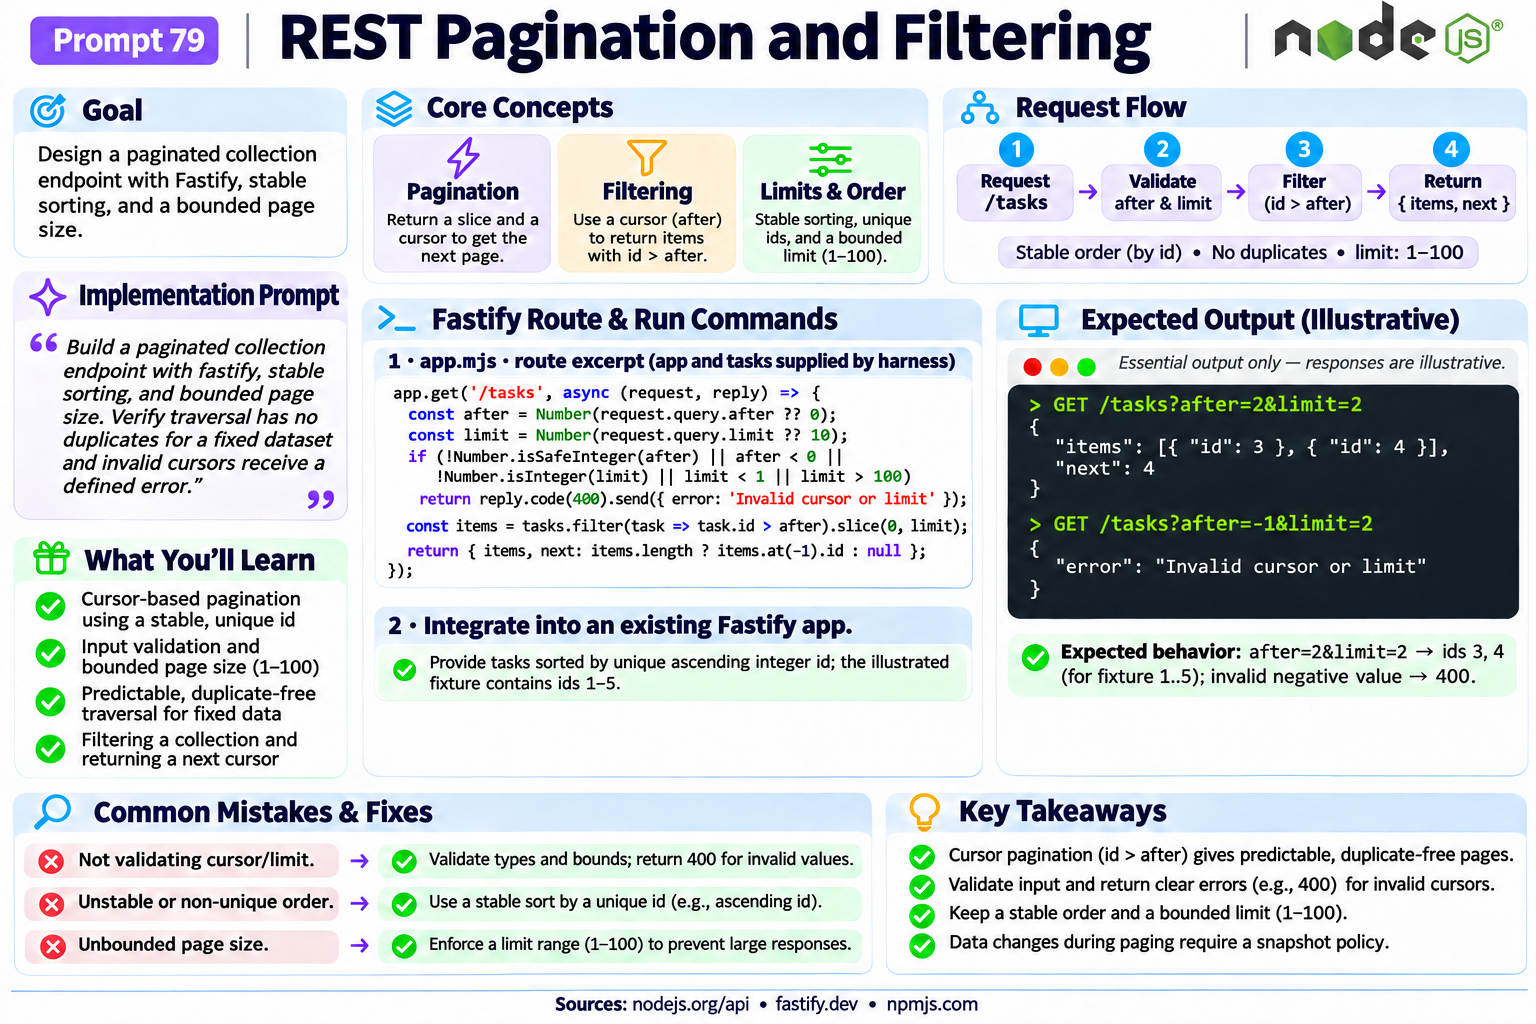 Prompt 79
REST Pagination and Filtering
node
JS
®
Goal
Design a paginated collection
endpoint with Fastify, stable
sorting, and a bounded page
size.
Implementation Prompt
“ Build a paginated collection
endpoint with fastify, stable
sorting, and bounded page
size. Verify traversal has no
duplicates for a fixed dataset
and invalid cursors receive a
defined error.”
”
What You’ll Learn
Cursor-based pagination
using a stable, unique id
Input validation and
bounded page size (1–100)
Predictable, duplicate-free
traversal for fixed data
Filtering a collection and
returning a next cursor
Core Concepts
Pagination
Return a slice and a
cursor to get the
next page.
Filtering
Use a cursor (after)
to return items
with id > after.
Limits & Order
Stable sorting, unique
ids, and a bounded
limit (1–100).
Request Flow
1
Request
/tasks
→
2
Validate
after & limit
→
3
Filter
(id > after)
→
4
Return
{ items, next }
Stable order (by id) • No duplicates • limit: 1–100
Fastify Route & Run Commands
1 · app.mjs · route excerpt (app and tasks supplied by harness)
app.get('/tasks', async (request, reply) => {
const after = Number(request.query.after ?? 0);
const limit = Number(request.query.limit ?? 10);
if (!Number.isSafeInteger(after) || after < 0 ||
!Number.isInteger(limit) || limit < 1 || limit > 100)
return reply.code(400).send({ error: 'Invalid cursor or limit' });
const items = tasks.filter(task => task.id > after).slice(0, limit);
return { items, next: items.length ? items.at(-1).id : null };
});
2 · Integrate into an existing Fastify app.
Provide tasks sorted by unique ascending integer id; the illustrated
fixture contains ids 1–5.
Expected Output (Illustrative)
Essential output only — responses are illustrative.
> GET /tasks?after=2&limit=2
{
"items": [{ "id": 3 }, { "id": 4 }],
"next": 4
}
> GET /tasks?after=-1&limit=2
{
"error": "Invalid cursor or limit"
}
Expected behavior: after=2&limit=2 → ids 3, 4
(for fixture 1..5); invalid negative value → 400.
Common Mistakes & Fixes
Not validating cursor/limit. → Validate types and bounds; return 400 for invalid values.
Unstable or non-unique order. → Use a stable sort by a unique id (e.g., ascending id).
Unbounded page size. → Enforce a limit range (1–100) to prevent large responses.
Key Takeaways
Cursor pagination (id > after) gives predictable, duplicate-free pages.
Validate input and return clear errors (e.g., 400) for invalid cursors.
Keep a stable order and a bounded limit (1–100).
Data changes during paging require a snapshot policy.
Sources: nodejs.org/api • fastify.dev • npmjs.com